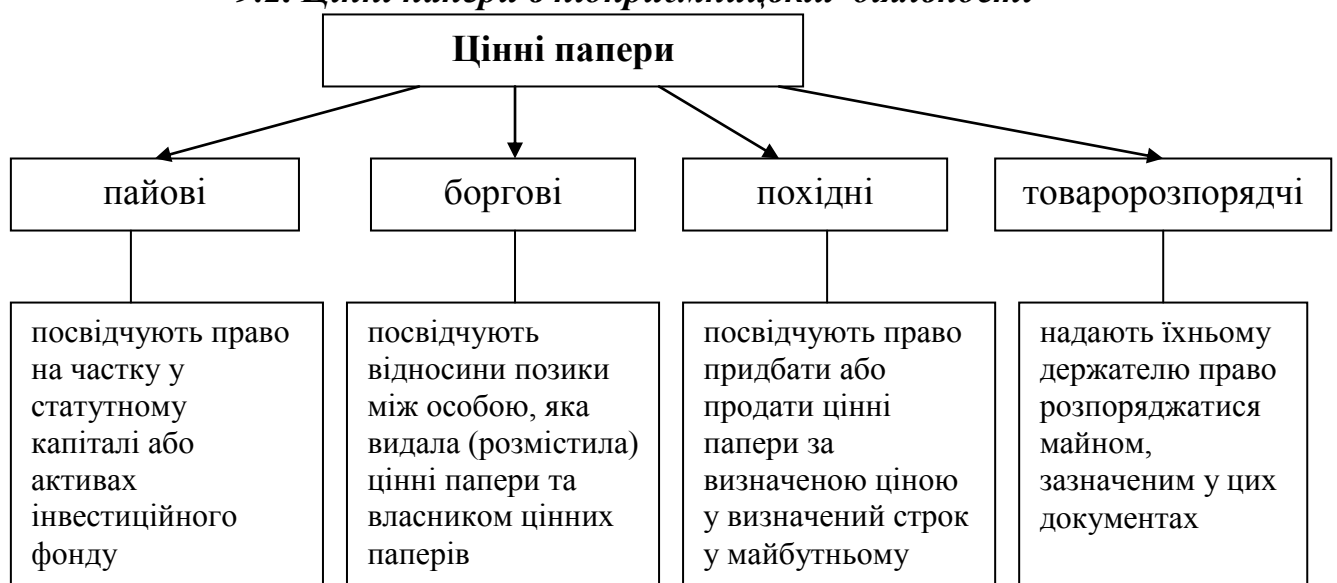 Цінні папери
пайові
боргові
похідні
товаророзпорядчі
посвідчують право
на частку у
статутному
капіталі або
активах
інвестиційного
фонду
посвідчують
відносини позики
між особою, яка
видала (розмістила)
цінні папери та
власником цінних
паперів
посвідчують право
придбати або
продати цінні
папери за
визначеною ціною
у визначений строк
у майбутньому
надають їхньому
держателю право
розпоряджатися
майном,
зазначеним у цих
документах